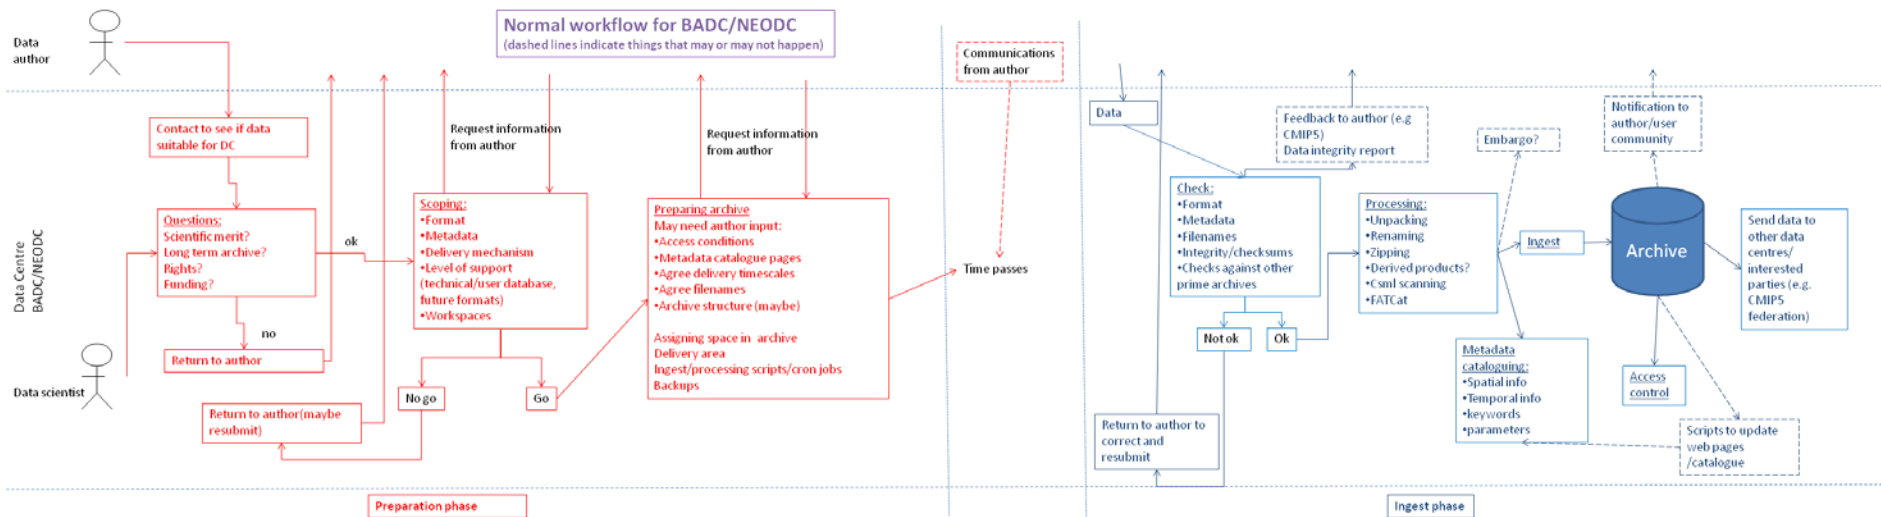 Normal workflow for BADC/NEODC
(dashed lines indicate things that may or may not happen)
Data
author
Data Centre
BADC/NEODC
Data scientist
Contact to see if data
suitable for DC
Questions:
Scientific merit?
Long term archive?
Rights?
Funding?
ok
no
Return to author
Return to author(maybe
resubmit)
Request information
from author
Scoping:
•Format
•Metadata
•Delivery mechanism
•Level of support
(technical/user database,
future formats)
•Workspaces
No go
Go
Request information
from author
Preparing archive
May need author input:
•Access conditions
•Metadata catalogue pages
•Agree delivery timescales
•Agree filenames
•Archive structure (maybe)
Assigning space in archive
Delivery area
Ingest/processing scripts/cron jobs
Backups
Preparation phase
Communications
from author
Time passes
Data
Feedback to author (e.g
CMIP5)
Data integrity report
Check:
•Format
•Metadata
•Filenames
•Integrity/checksums
•Checks against other
prime archives
Not ok
Ok
Return to author to
correct and
resubmit
Processing:
•Unpacking
•Renaming
•Zipping
•Derived products?
•Csml scanning
•FATCat
Embargo?
Ingest
Metadata
cataloguing:
•Spatial info
•Temporal info
•keywords
•parameters
Notification to
author/user
community
Archive
Access
control
Send data to
other data
centres/
interested
parties (e.g.
CMIP5
federation)
Scripts to update
web pages
/catalogue
Ingest phase